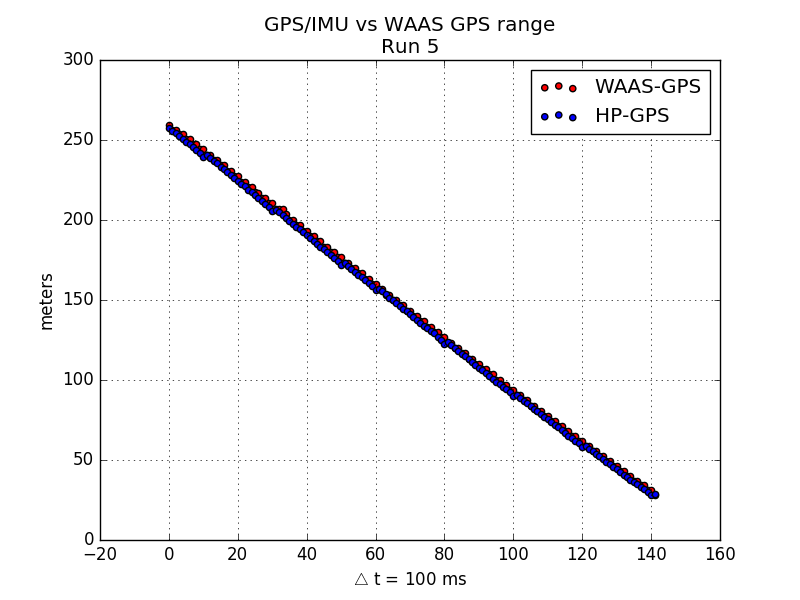 GPS/IMU vs WAAS GPS range
Run 5
300
250
200
150
100
50
0
meters
WAAS-GPS
HP-GPS
−20 0 20 40 60 80 100 120 140 160
△ t = 100 ms